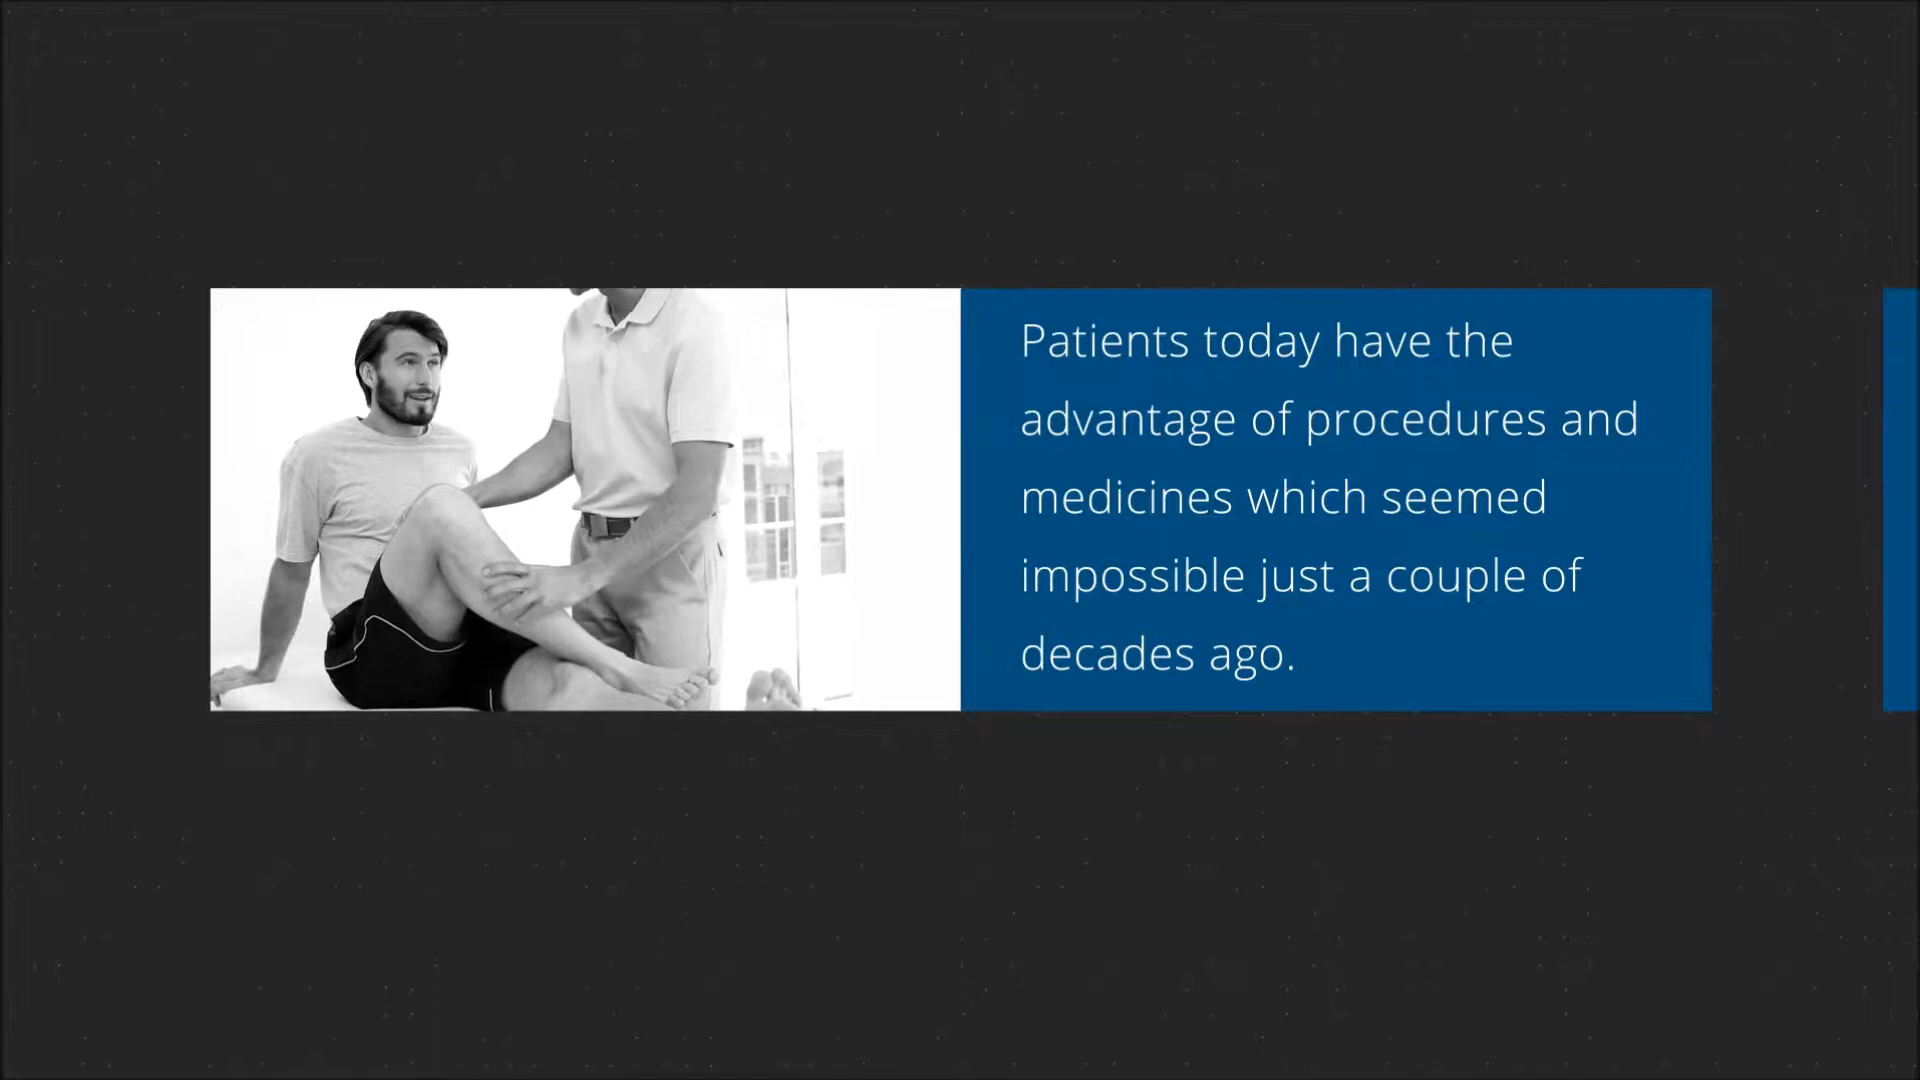 Patients today have the
advantage of procedures and
medicines which seemed
impossible just a couple of
decades ago.